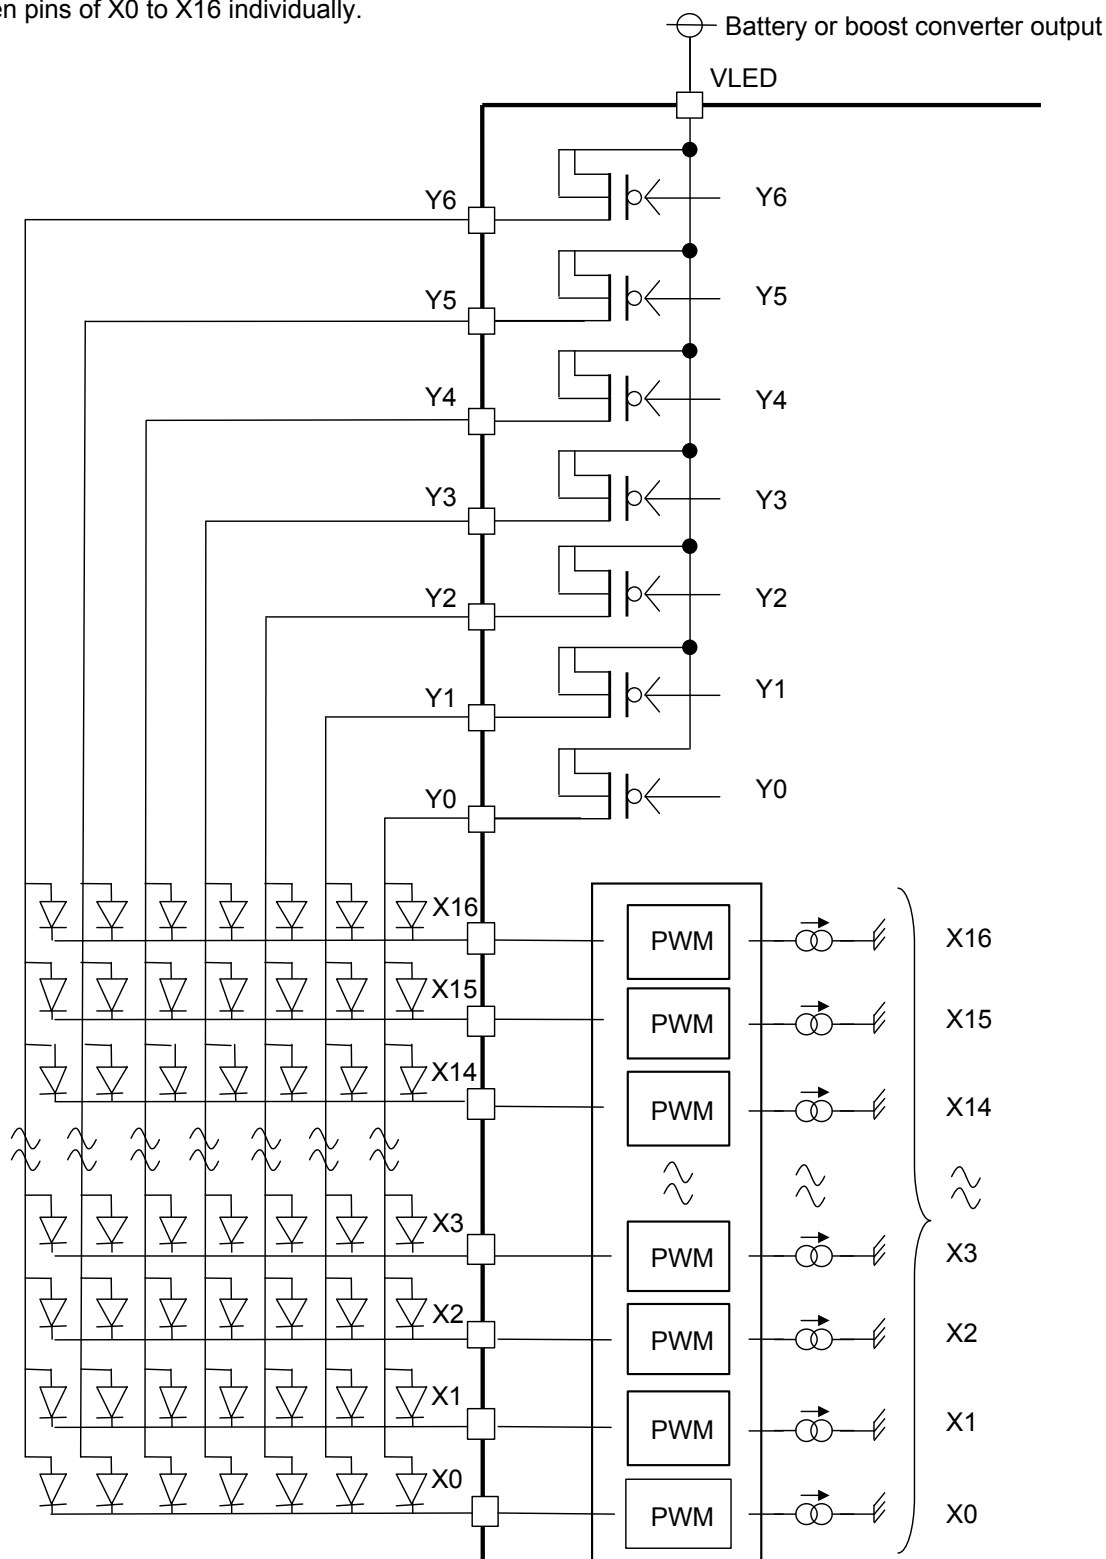 en pins of X0 to X16 individually.
Battery or boost converter output
VLED
Y6 Y6
Y5 Y5
Y4 Y4
Y3 Y3
Y2 Y2
Y1 Y1
Y0 Y0
X16 PWM X16
X15 PWM X15
X14 PWM X14
X3 PWM X3
X2 PWM X2
X1 PWM X1
X0 PWM X0